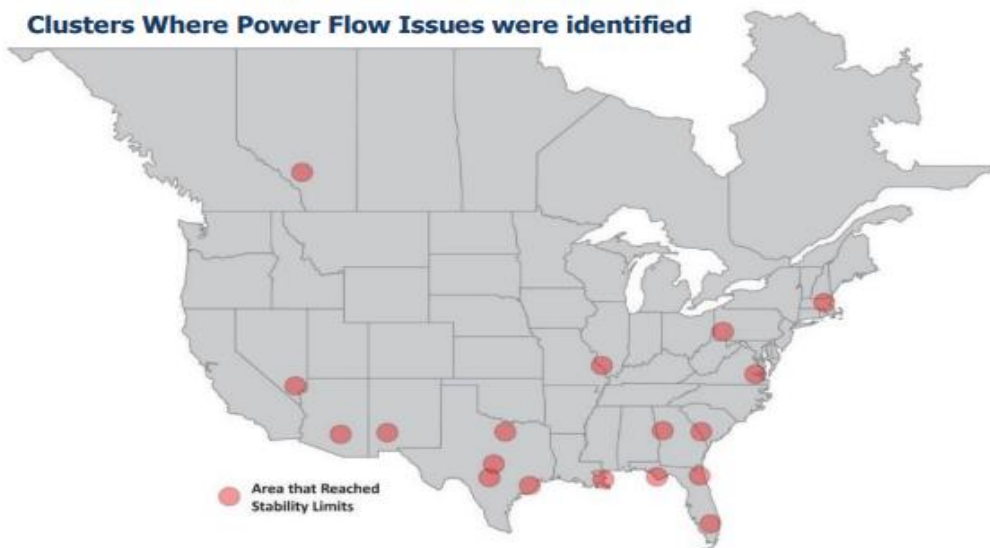 Clusters Where Power Flow Issues were identified
Area that Reached
Stability Limits